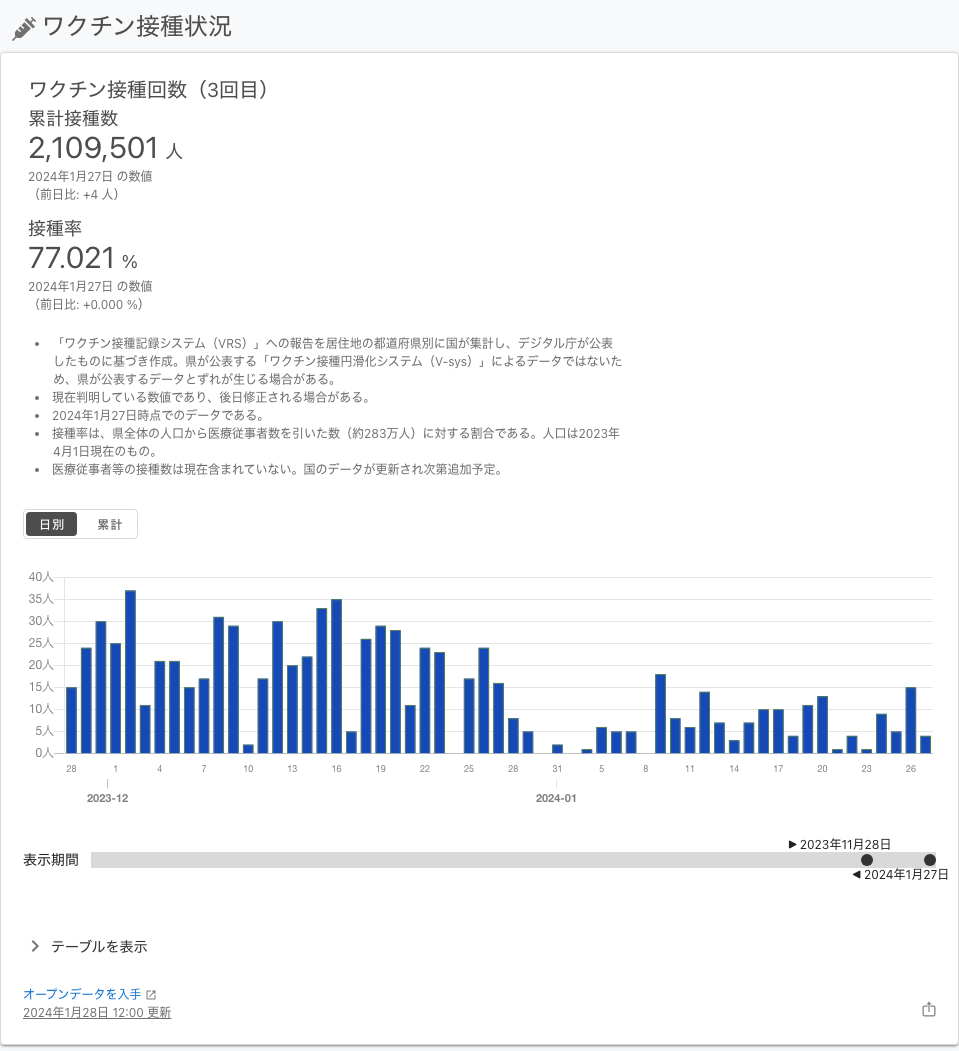 ワクチン接種状況
ワクチン接種回数（3回目）
累計接種数
2,109,501 人
2024年1月27日 の数値
（前日比: +4 人）
接種率
77.021 %
2024年1月27日 の数値
（前日比: +0.000 %）
• 「ワクチン接種記録システム（VRS）」への報告を居住地の都道府県別に国が集計し、デジタル庁が公表
したものに基づき作成。県が公表する「ワクチン接種円滑化システム（V-sys）」によるデータではないた
め、県が公表するデータとずれが生じる場合がある。
• 現在判明している数値であり、後日修正される場合がある。
• 2024年1月27日時点でのデータである。
• 接種率は、県全体の人口から医療従事者数を引いた数（約283万人）に対する割合である。人口は2023年
4月1日現在のもの。
• 医療従事者等の接種数は現在含まれていない。国のデータが更新され次第追加予定。
日別 累計
40人
35人
30人
25人
20人
15人
10人
5人
0人
28 1 4 7 10 13 16 19 22 25 28 31 5 8 11 14 17 20 23 26
2023-12 2024-01
▶ 2023年11月28日
表示期間
◀ 2024年1月27日
テーブルを表示
オープンデータを入手
2024年1月28日 12:00 更新